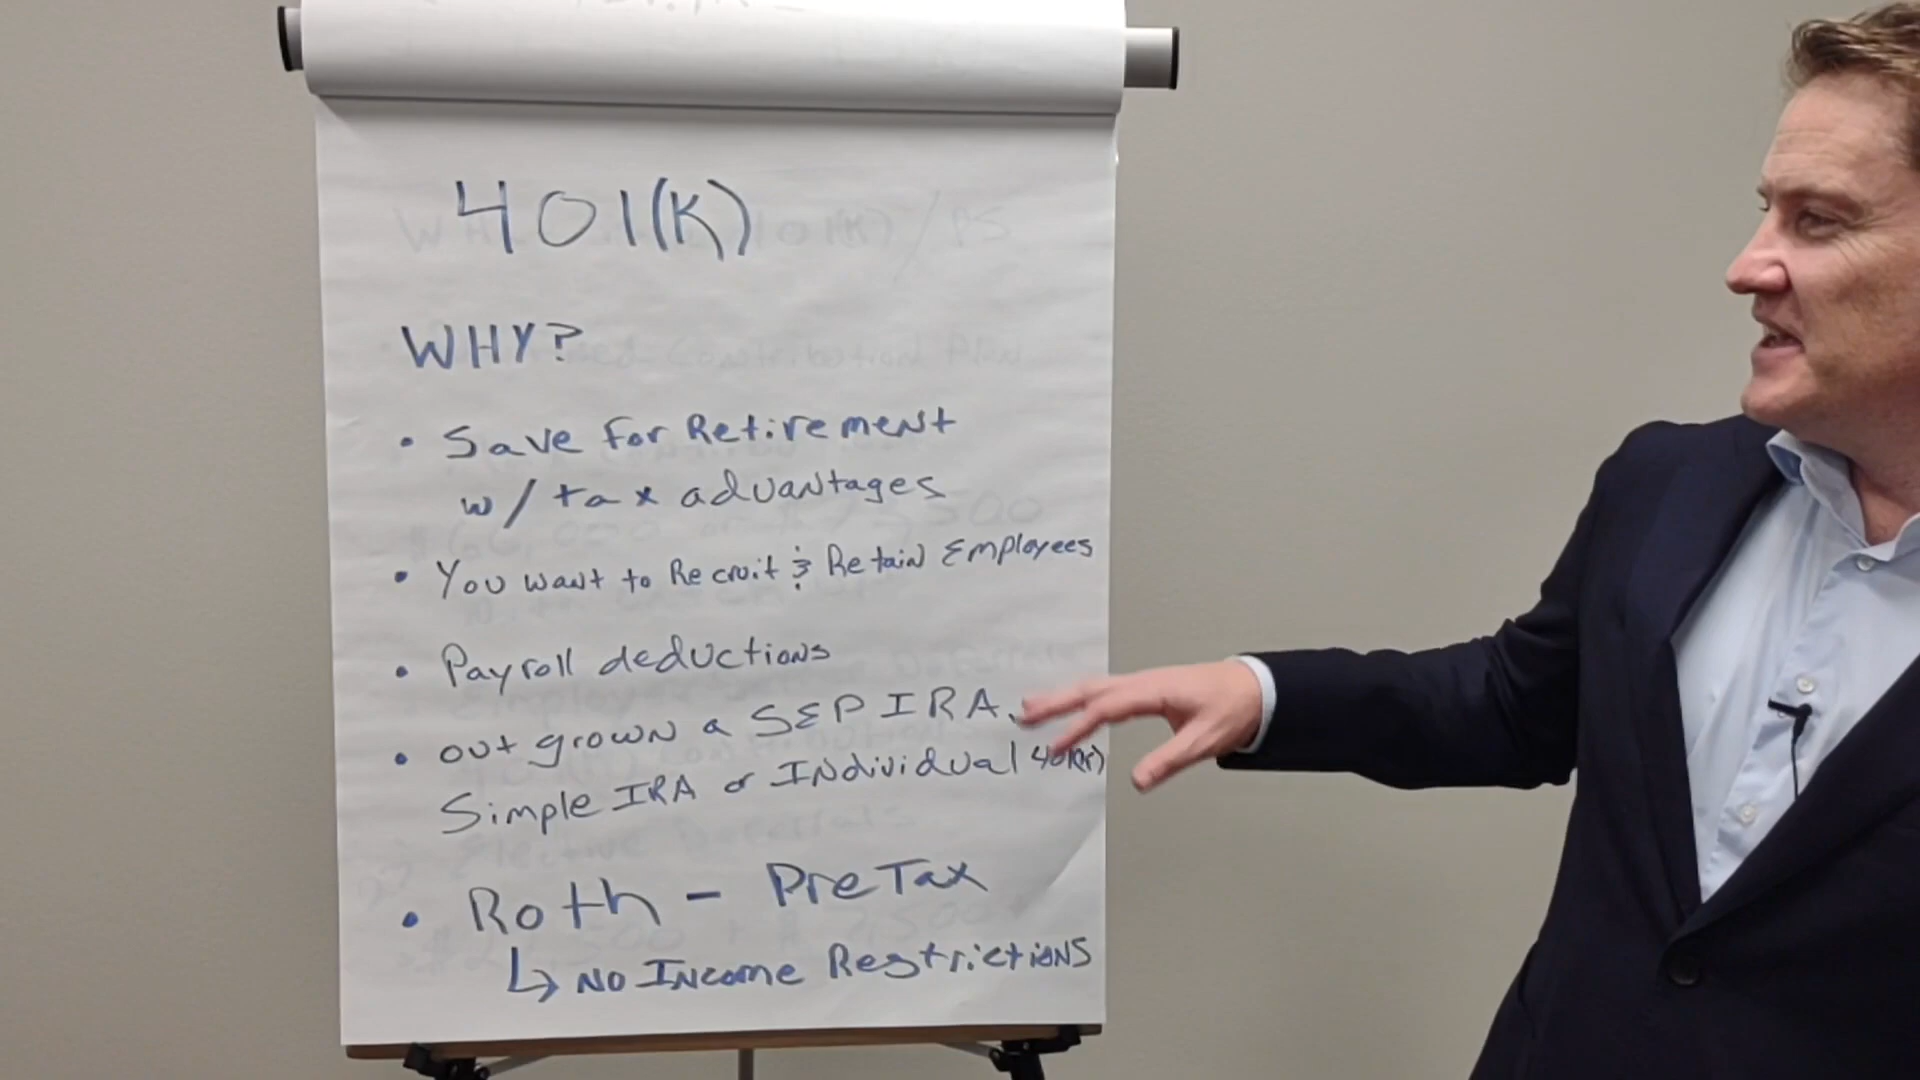 401(K)
WHY?
• Save for Retirement
w/ tax advantages
• You want to Recruit & Retain Employees
• Payroll deductions
• out grown a SEP IRA,
Simple IRA or Individual 401(K)
• Roth - PreTax
↳ NO Income Restrictions